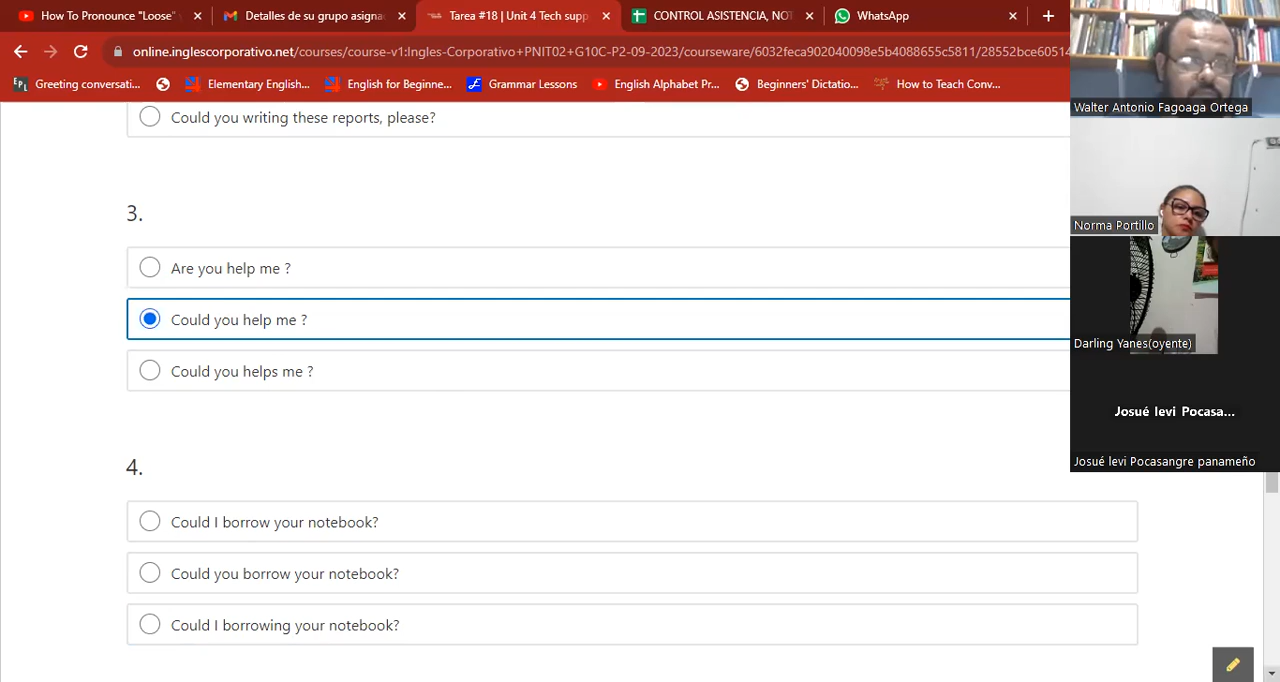 How To Pronounce "Loose"
Detalles de su grupo asigna
Tarea #18 | Unit 4 Tech supp
CONTROL ASISTENCIA, NOT
WhatsApp
online.inglescorporativo.net/courses/course-v1:Ingles-Corporativo+PNIT02+G10C-P2-09-2023/courseware/6032feca902040098e5b4088655c5811/28552bce60514
Greeting conversati...
Elementary English...
English for Beginne...
Grammar Lessons
English Alphabet Pr...
Beginners' Dictatio...
How to Teach Conv...
Could you writing these reports, please?
3.
Are you help me ?
Could you help me ?
Could you helps me ?
4.
Could I borrow your notebook?
Could you borrow your notebook?
Could I borrowing your notebook?
Walter Antonio Fagoaga Ortega
Norma Portillo
Darling Yanes(oyente)
Josué levi Pocasa...
Josué levi Pocasangre panameño